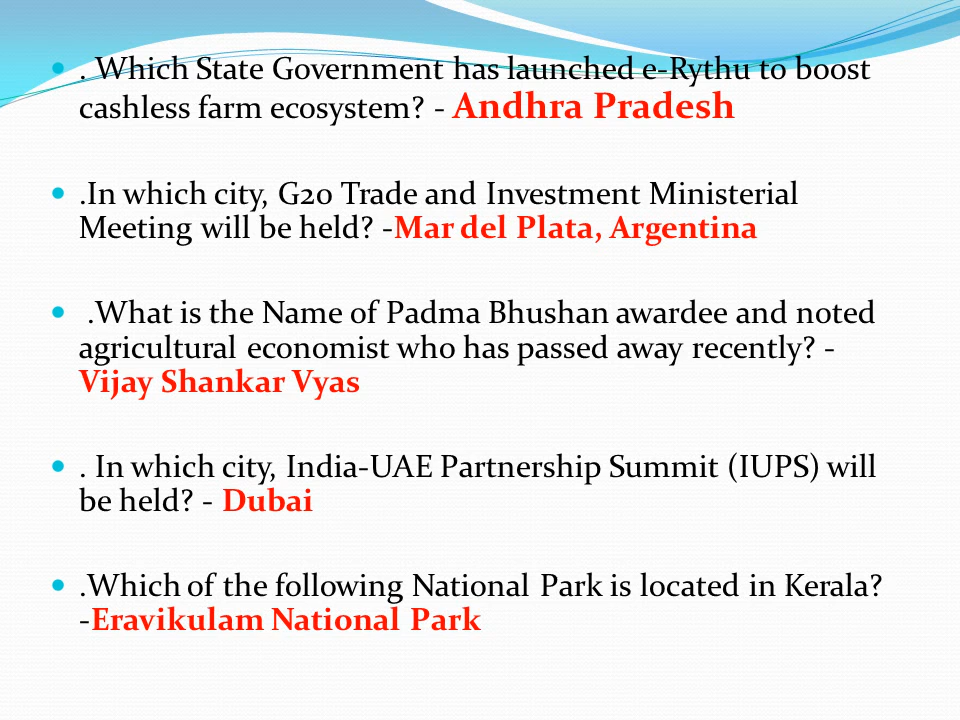 . Which State Government has launched e-Rythu to boost
cashless farm ecosystem? - Andhra Pradesh
.In which city, G20 Trade and Investment Ministerial
Meeting will be held? -Mar del Plata, Argentina
.What is the Name of Padma Bhushan awardee and noted
agricultural economist who has passed away recently? -
Vijay Shankar Vyas
. In which city, India-UAE Partnership Summit (IUPS) will
be held? - Dubai
.Which of the following National Park is located in Kerala?
-Eravikulam National Park